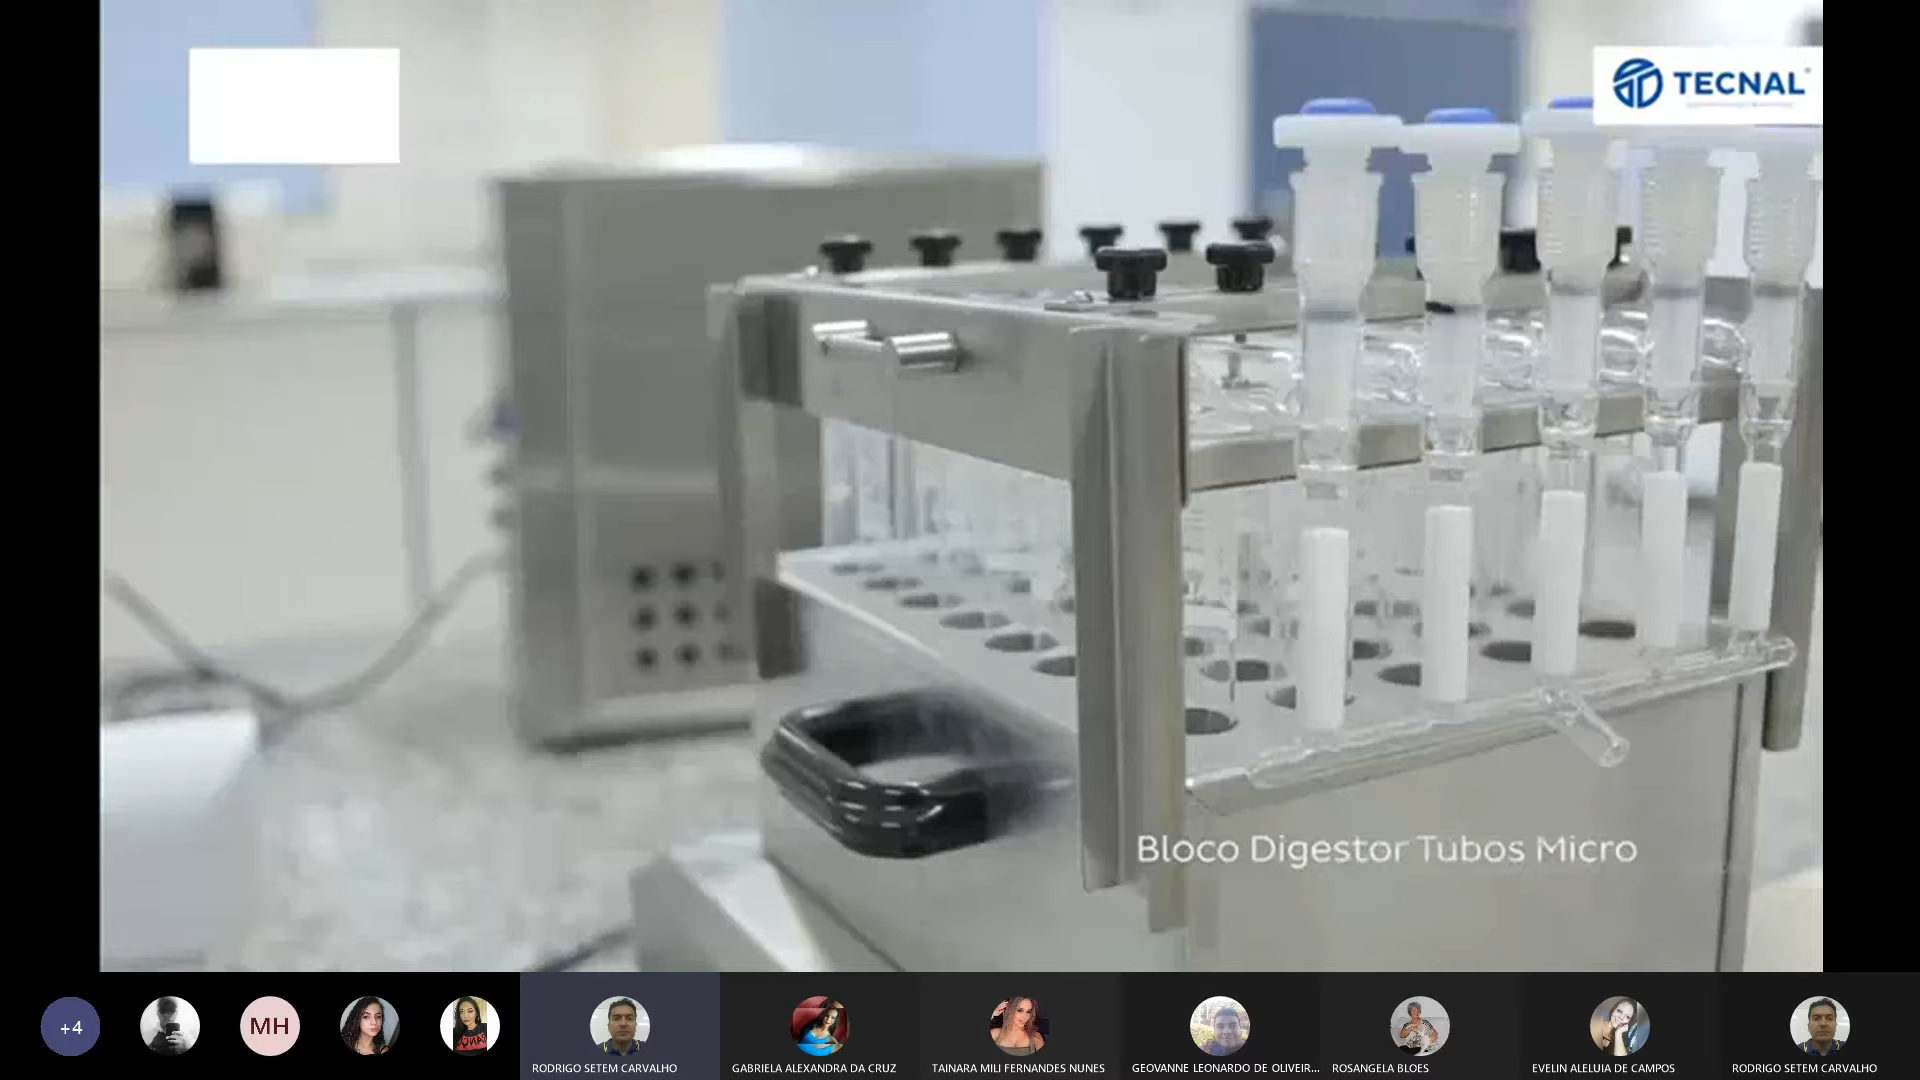 TECNAL
Bloco Digestor Tubos Micro
+4
MH
RODRIGO SETEM CARVALHO
GABRIELA ALEXANDRA DA CRUZ
TAINARA MILI FERNANDES NUNES
GEOVANNE LEONARDO DE OLIVEIR...
ROSANGELA BLOES
EVELIN ALELUIA DE CAMPOS
RODRIGO SETEM CARVALHO